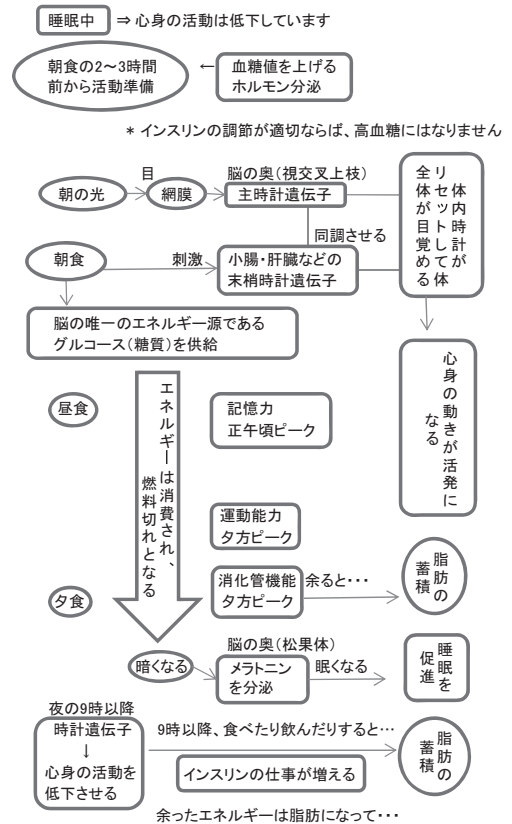 睡眠中 ⇒ 心身の活動は低下しています
朝食の2～3時間
前から活動準備
← 血糖値を上げる
ホルモン分泌
* インスリンの調節が適切ならば、高血糖にはなりません
朝の光
目
網膜
脳の奥（視交叉上枝）
主時計遺伝子
同調させる
朝食
刺激
小腸・肝臓などの
末梢時計遺伝子
体内時計が
リセットして体
全体が目覚める
脳の唯一のエネルギー源である
グルコース（糖質）を供給
心身の動きが活発に
なる
昼食
エネルギーは消費され、
燃料切れとなる
記憶力
正午頃ピーク
運動能力
夕方ピーク
夕食
消化管機能
夕方ピーク
余ると・・・
脂肪の
蓄積
暗くなる
脳の奥（松果体）
メラトニン
を分泌
眠くなる
睡眠を
促進
夜の9時以降
時計遺伝子
↓
心身の活動を
低下させる
9時以降、食べたり飲んだりすると…
インスリンの仕事が増える
脂肪の
蓄積
余ったエネルギーは脂肪になって・・・